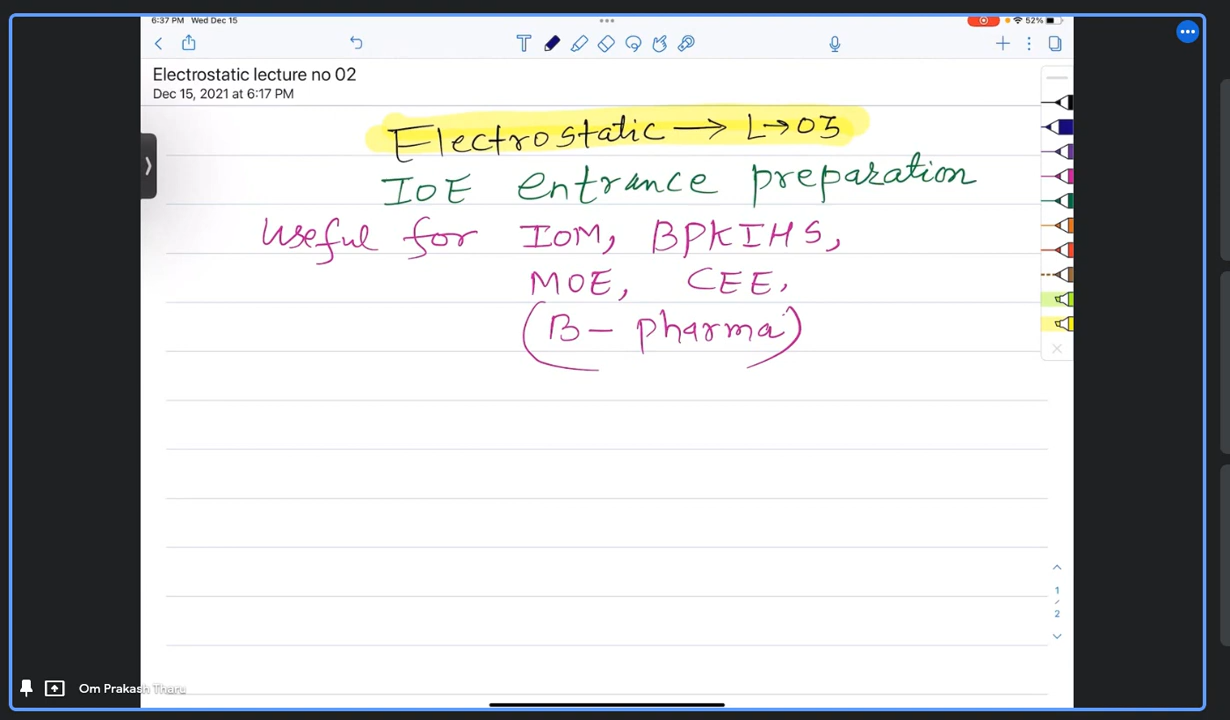 6:37 PM Wed Dec 15
52%
Electrostatic lecture no 02
Dec 15, 2021 at 6:17 PM
Electrostatic → L→03
IOE entrance preparation
Useful for IOM, BPKIHS,
MOE, CEE,
(B- pharma)
1
/
2
Om Prakash Tharu